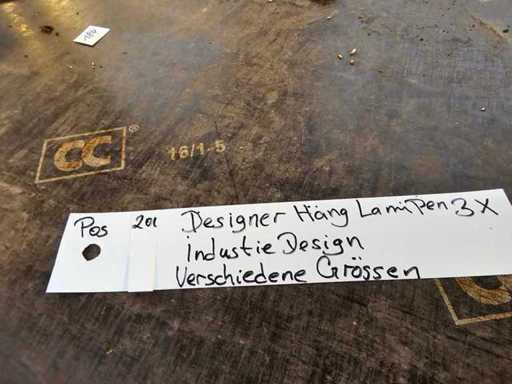 CC ®
16/1-5
Pos 201 Designer Häng Lampen 3X
industie Design
Verschiedene Grössen